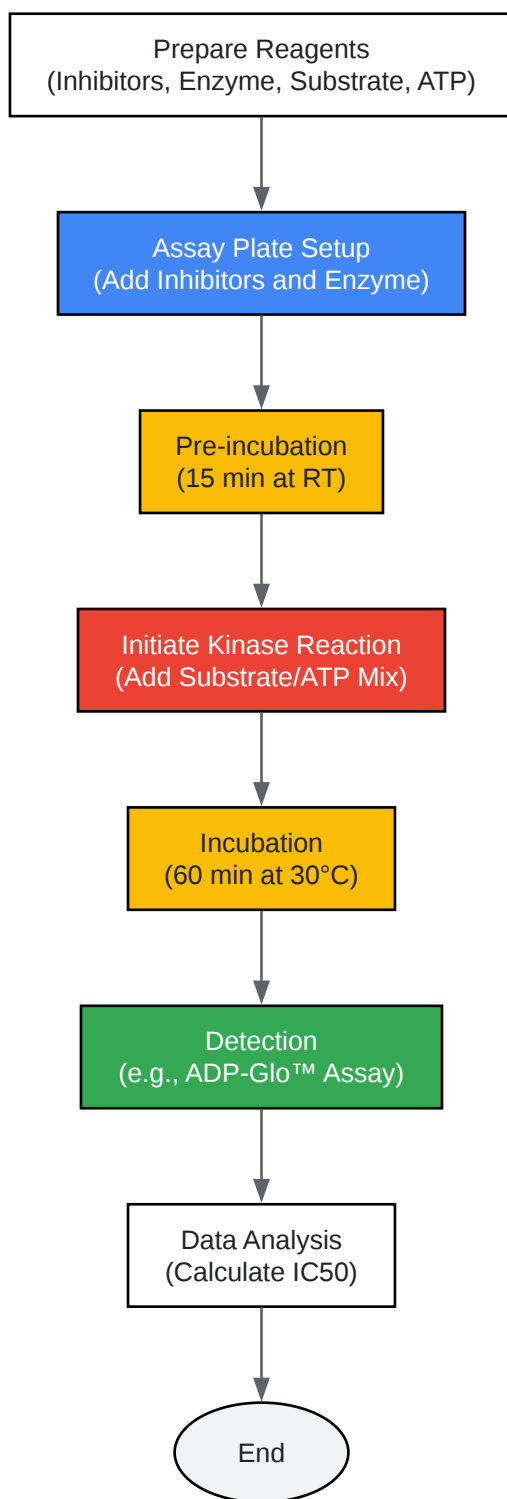 Prepare Reagents
(Inhibitors, Enzyme, Substrate, ATP)
Assay Plate Setup
(Add Inhibitors and Enzyme)
Pre-incubation
(15 min at RT)
Initiate Kinase Reaction
(Add Substrate/ATP Mix)
Incubation
(60 min at 30°C)
Detection
(e.g., ADP-Glo™ Assay)
Data Analysis
(Calculate IC50)
End